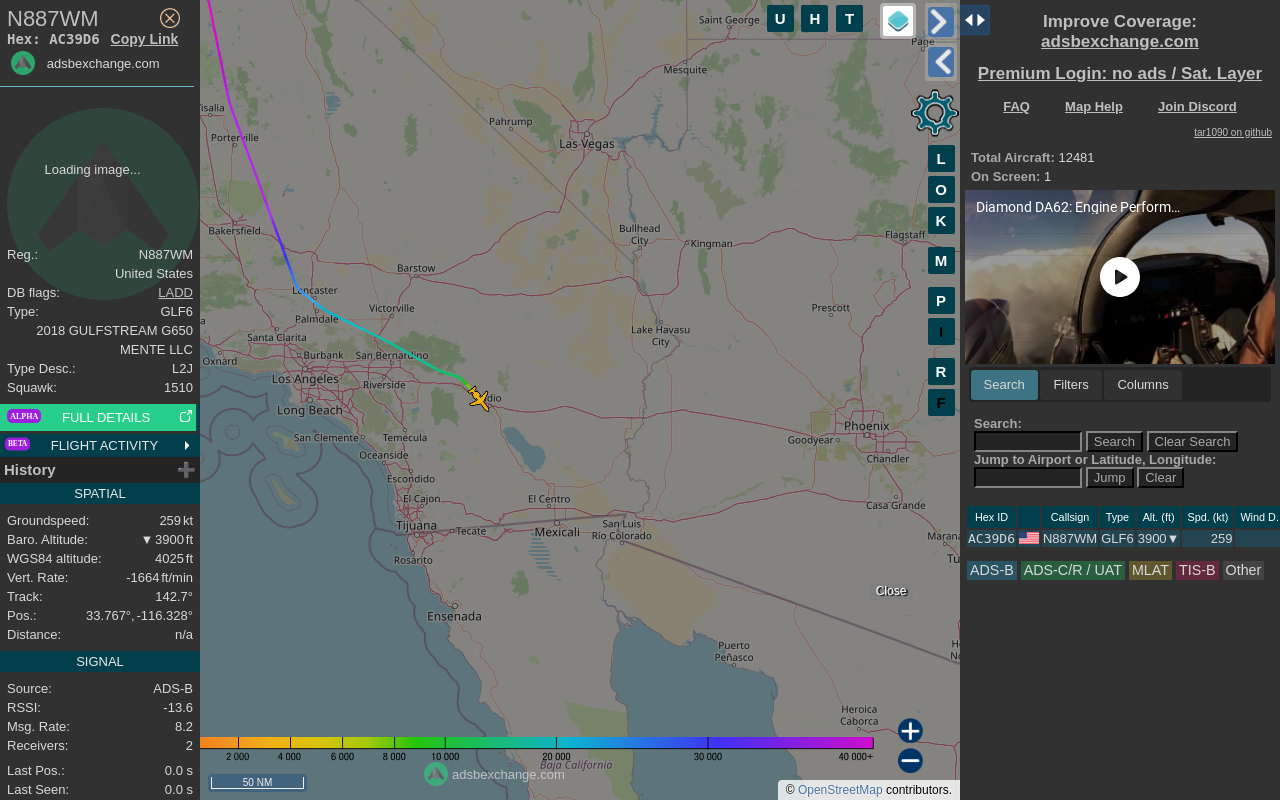 N887WM
Hex: AC39D6 Copy Link
adsbexchange.com
Loading image...
Reg.: N887WM
United States
DB flags: LADD
Type: GLF6
2018 GULFSTREAM G650
MENTE LLC
Type Desc.: L2J
Squawk: 1510
ALPHA FULL DETAILS
BETA FLIGHT ACTIVITY
History
SPATIAL
Groundspeed: 259 kt
Baro. Altitude: ▼ 3900 ft
WGS84 altitude: 4025 ft
Vert. Rate: -1664 ft/min
Track: 142.7°
Pos.: 33.767°, -116.328°
Distance: n/a
SIGNAL
Source: ADS-B
RSSI: -13.6
Msg. Rate: 8.2
Receivers: 2
Last Pos.: 0.0 s
Last Seen: 0.0 s
Saint George
U H T
Page
Mesquite
isalia
Porterville
Pahrump
Las Vegas
L
O
K
M
P
I
R
F
Bakersfield
Bullhead
City
Kingman
Flagstaff
Barstow
Lancaster
Victorville
Palmdale
Prescott
Lake Havasu
City
Santa Clarita
Oxnard
Burbank
San Bernardino
Los Angeles
Riverside
Long Beach
dio
San Clemente
Temecula
Oceanside
Escondido
El Cajon
El Centro
Tijuana
Tecate
Mexicali
San Luis
Río Colorado
Rosarito
Ensenada
Phoenix
Goodyear
Chandler
Casa Grande
Marana
Tu
Close
Puerto
Peñasco
He
No
Heroica
Caborca
Baja California
2 000 4 000 6 000 8 000 10 000 20 000 30 000 40 000+
adsbexchange.com
50 NM
© OpenStreetMap contributors.
Improve Coverage:
adsbexchange.com
Premium Login: no ads / Sat. Layer
FAQ Map Help Join Discord
tar1090 on github
Total Aircraft: 12481
On Screen: 1
Diamond DA62: Engine Perform...
Search Filters Columns
Search:
Search Clear Search
Jump to Airport or Latitude, Longitude:
Jump Clear
Hex ID Callsign Type Alt. (ft) Spd. (kt) Wind D.
AC39D6 N887WM GLF6 3900▼ 259
ADS-B ADS-C/R / UAT MLAT TIS-B Other